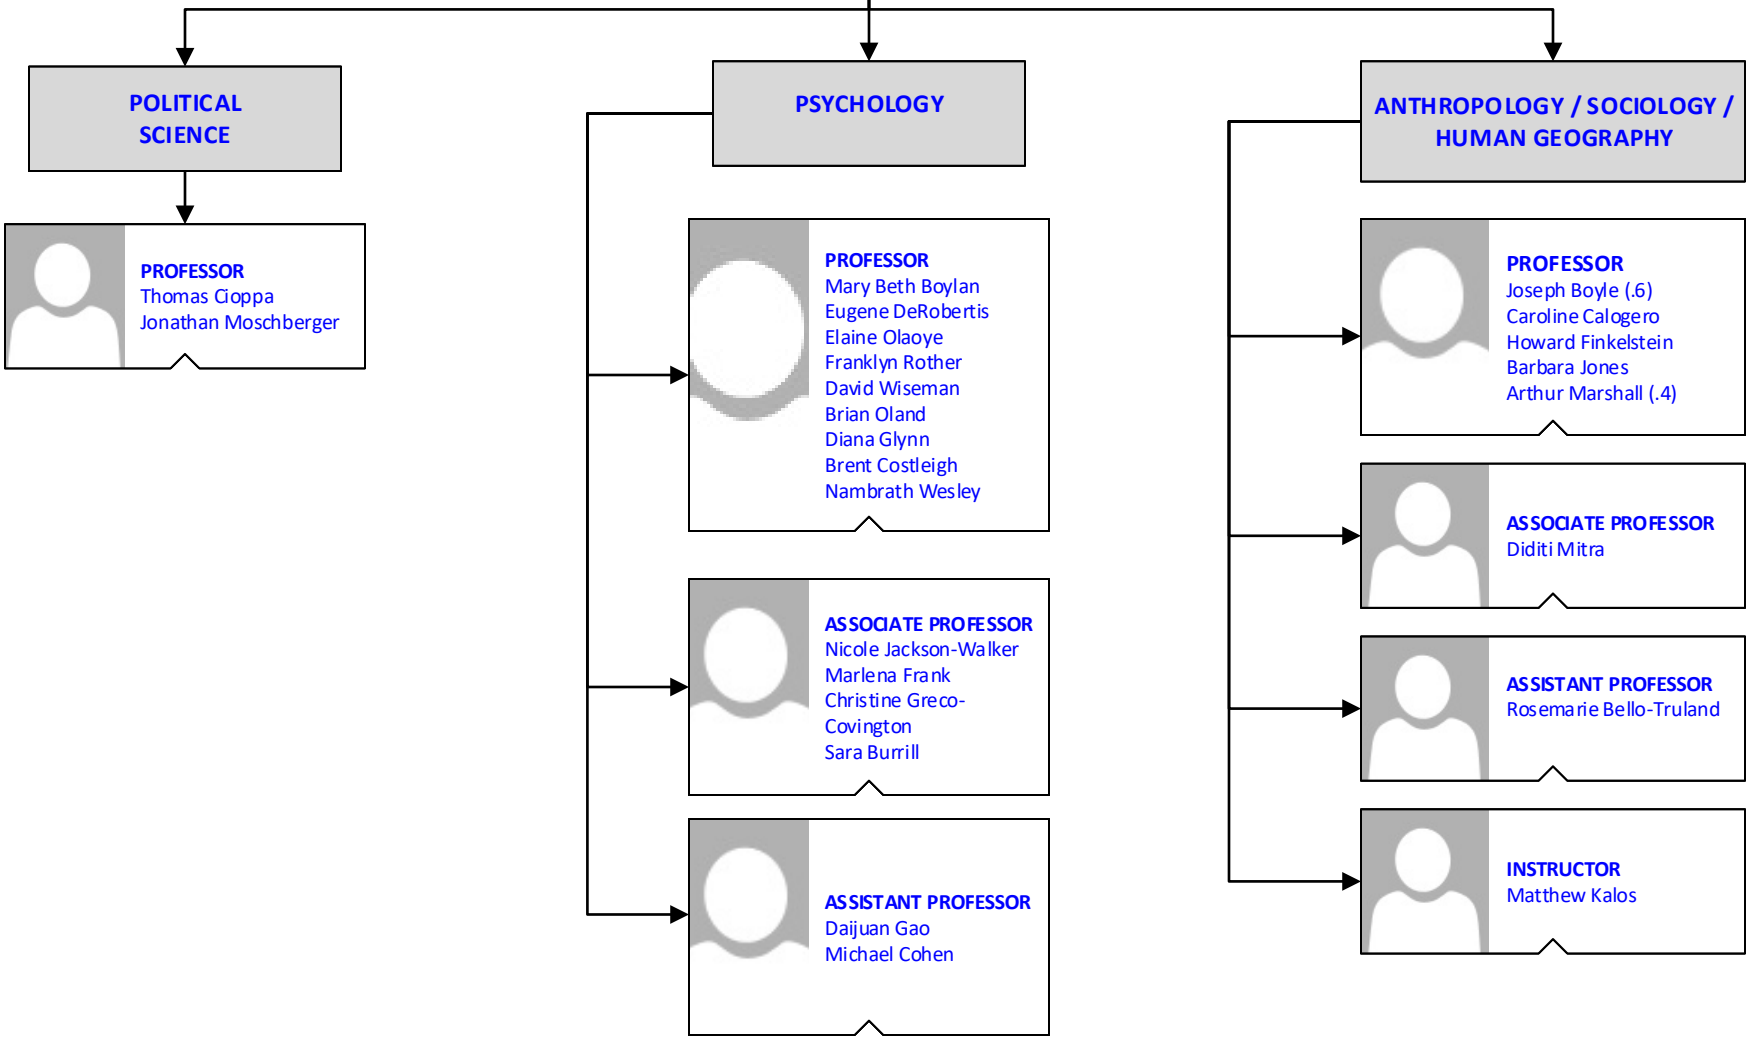 POLITICAL
SCIENCE
PROFESSOR
Thomas Cioppa
Jonathan Moschberger
PSYCHOLOGY
PROFESSOR
Mary Beth Boylan
Eugene DeRobertis
Elaine Olaoye
Franklyn Rother
David Wiseman
Brian Oland
Diana Glynn
Brent Costleigh
Nambrath Wesley
ASSOCIATE PROFESSOR
Nicole Jackson-Walker
Marlena Frank
Christine Greco-
Covington
Sara Burrill
ASSISTANT PROFESSOR
Daijuan Gao
Michael Cohen
ANTHROPOLOGY / SOCIOLOGY /
HUMAN GEOGRAPHY
PROFESSOR
Joseph Boyle (.6)
Caroline Calogero
Howard Finkelstein
Barbara Jones
Arthur Marshall (.4)
ASSOCIATE PROFESSOR
Diditi Mitra
ASSISTANT PROFESSOR
Rosemarie Bello-Truland
INSTRUCTOR
Matthew Kalos